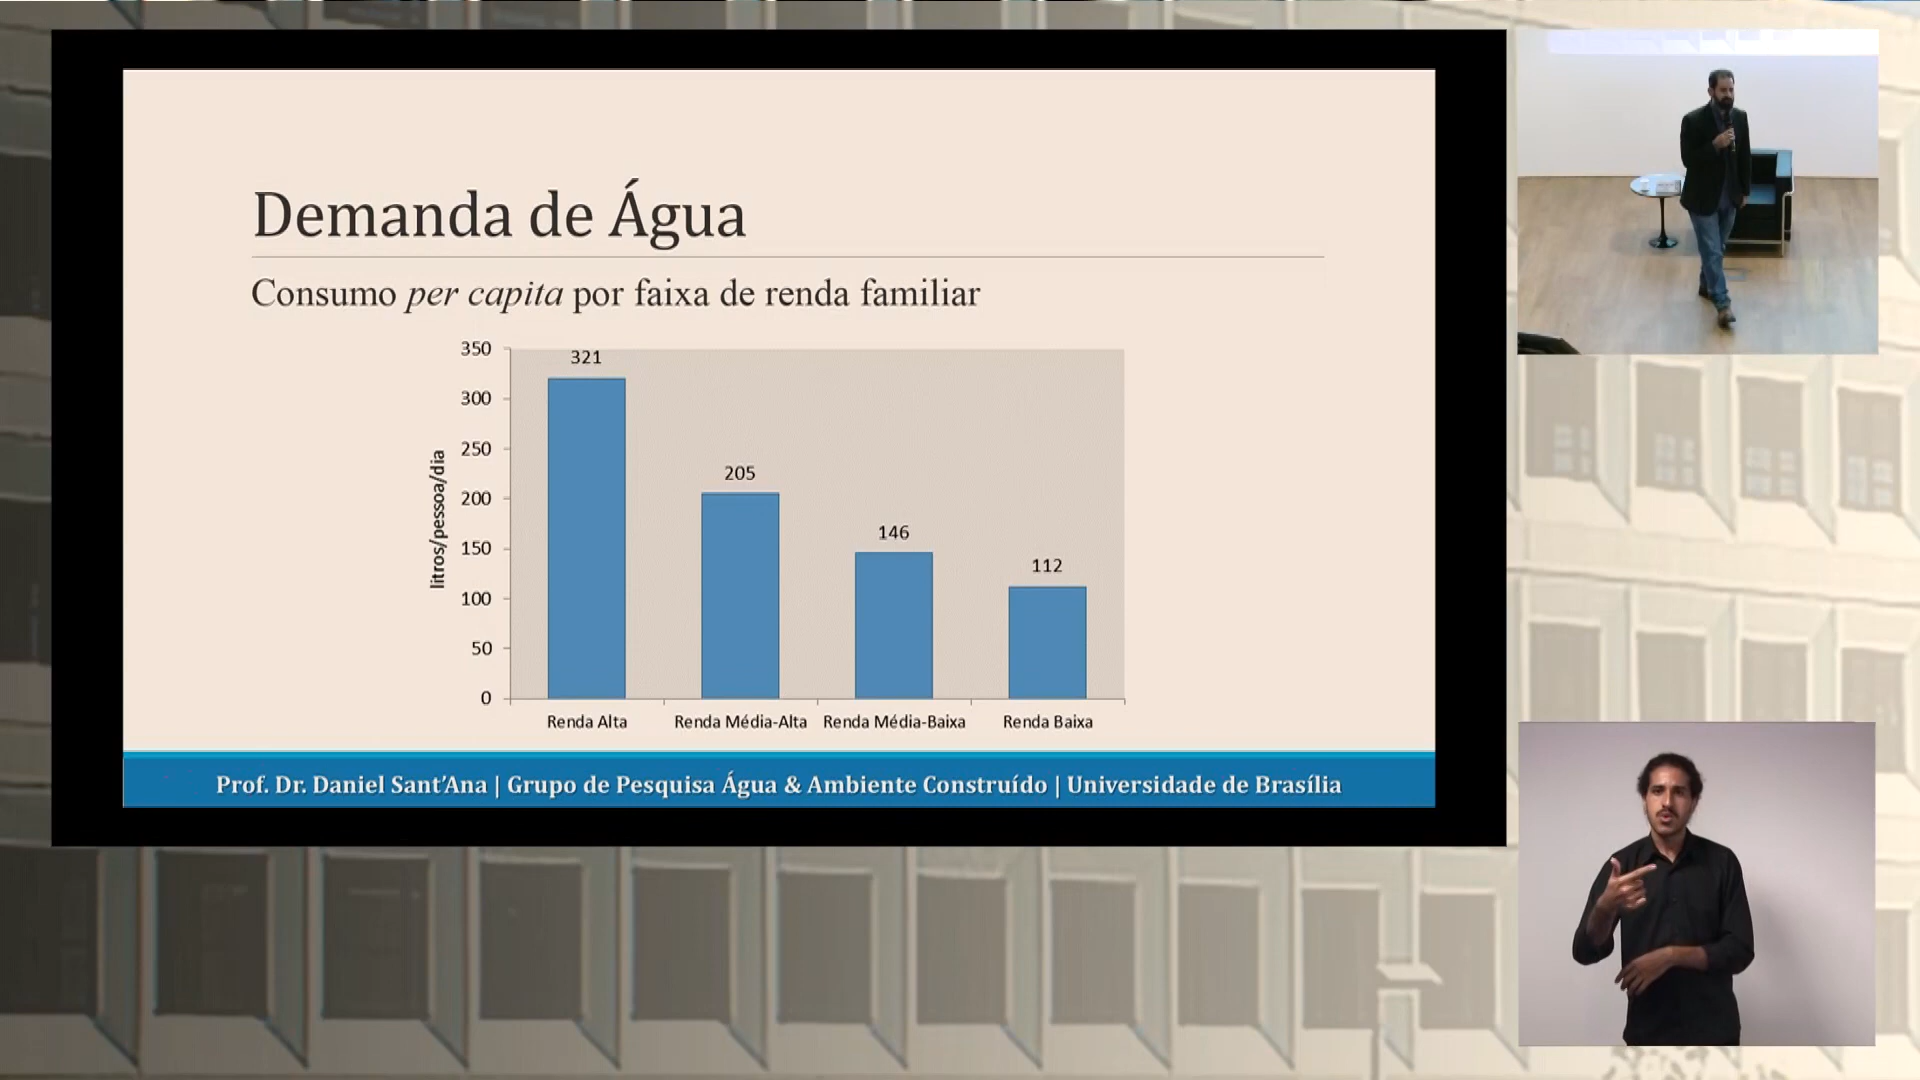 Demanda de Água
Consumo per capita por faixa de renda familiar
350
300
250
200
150
100
50
0
litros/pessoa/dia
321
205
146
112
Renda Alta
Renda Média-Alta
Renda Média-Baixa
Renda Baixa
Prof. Dr. Daniel Sant'Ana | Grupo de Pesquisa Água & Ambiente Construído | Universidade de Brasília